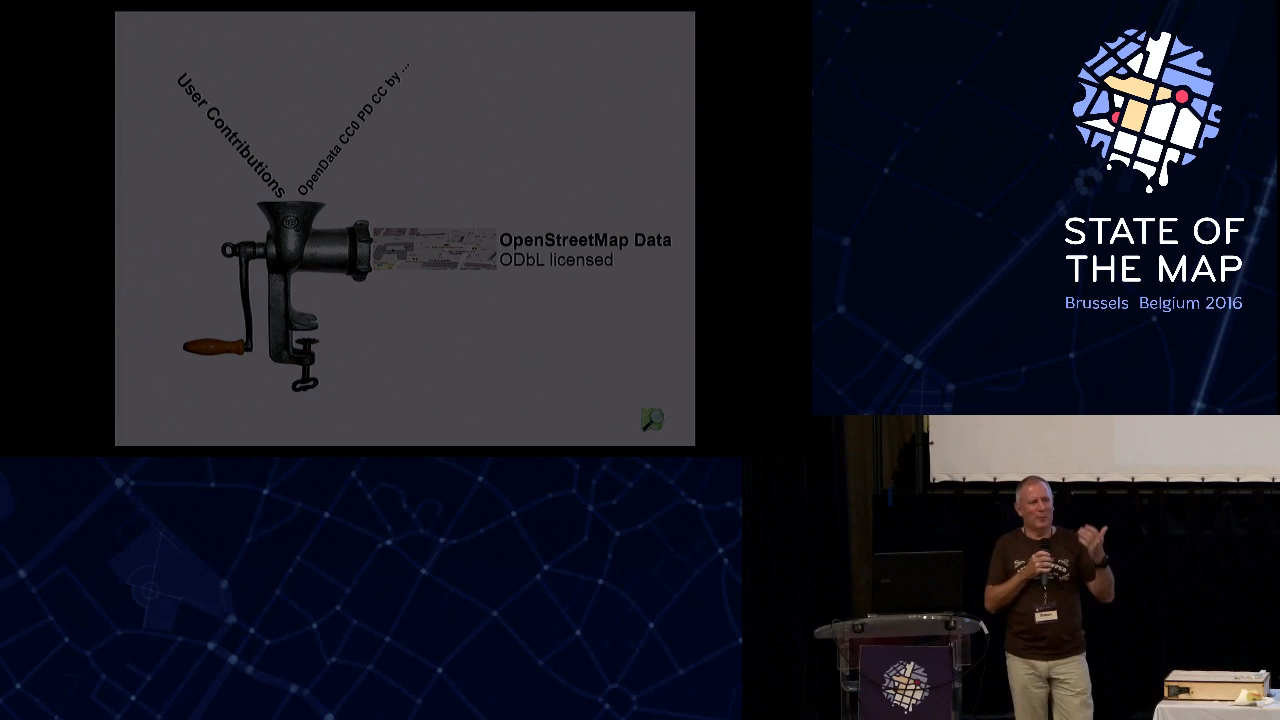 User Contributions
OpenData CC0 PD CC by ...
OpenStreetMap Data
ODbL licensed
STATE OF
THE MAP
Brussels Belgium 2016